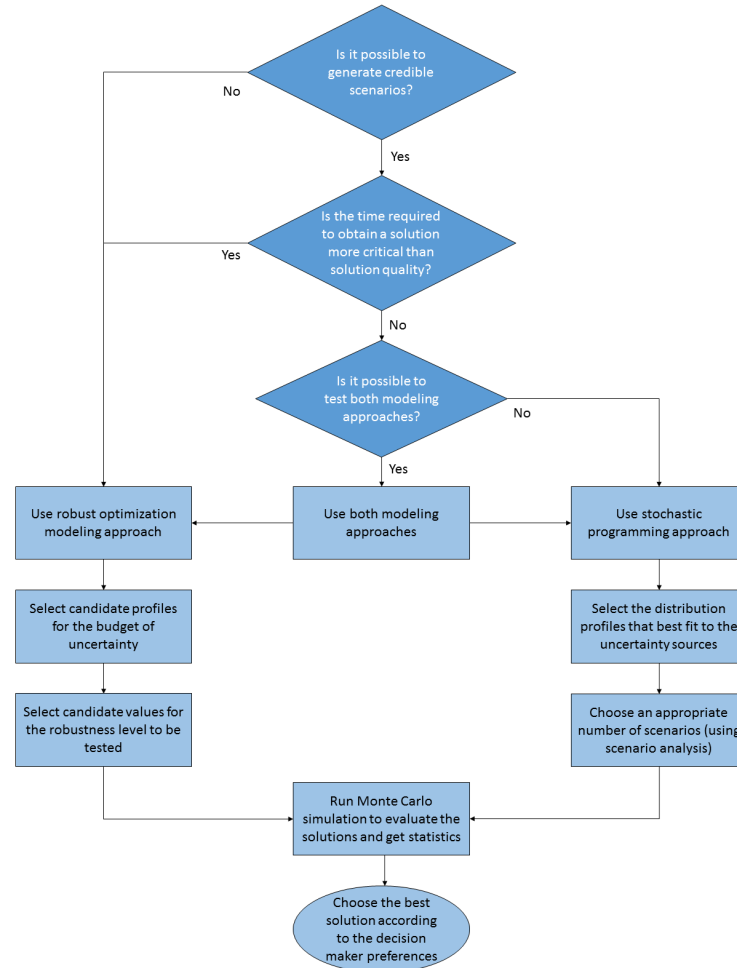 Is it possible to
generate credible
scenarios?
No
Yes
Is the time required
to obtain a solution
more critical than
solution quality?
Yes
No
Is it possible to
test both modeling
approaches?
No
Yes
Use robust optimization
modeling approach
Use both modeling
approaches
Use stochastic
programming approach
Select candidate profiles
for the budget of
uncertainty
Select the distribution
profiles that best fit to the
uncertainty sources
Select candidate values for
the robustness level to be
tested
Choose an appropriate
number of scenarios (using
scenario analysis)
Run Monte Carlo
simulation to evaluate the
solutions and get statistics
Choose the best
solution according
to the decision
maker preferences